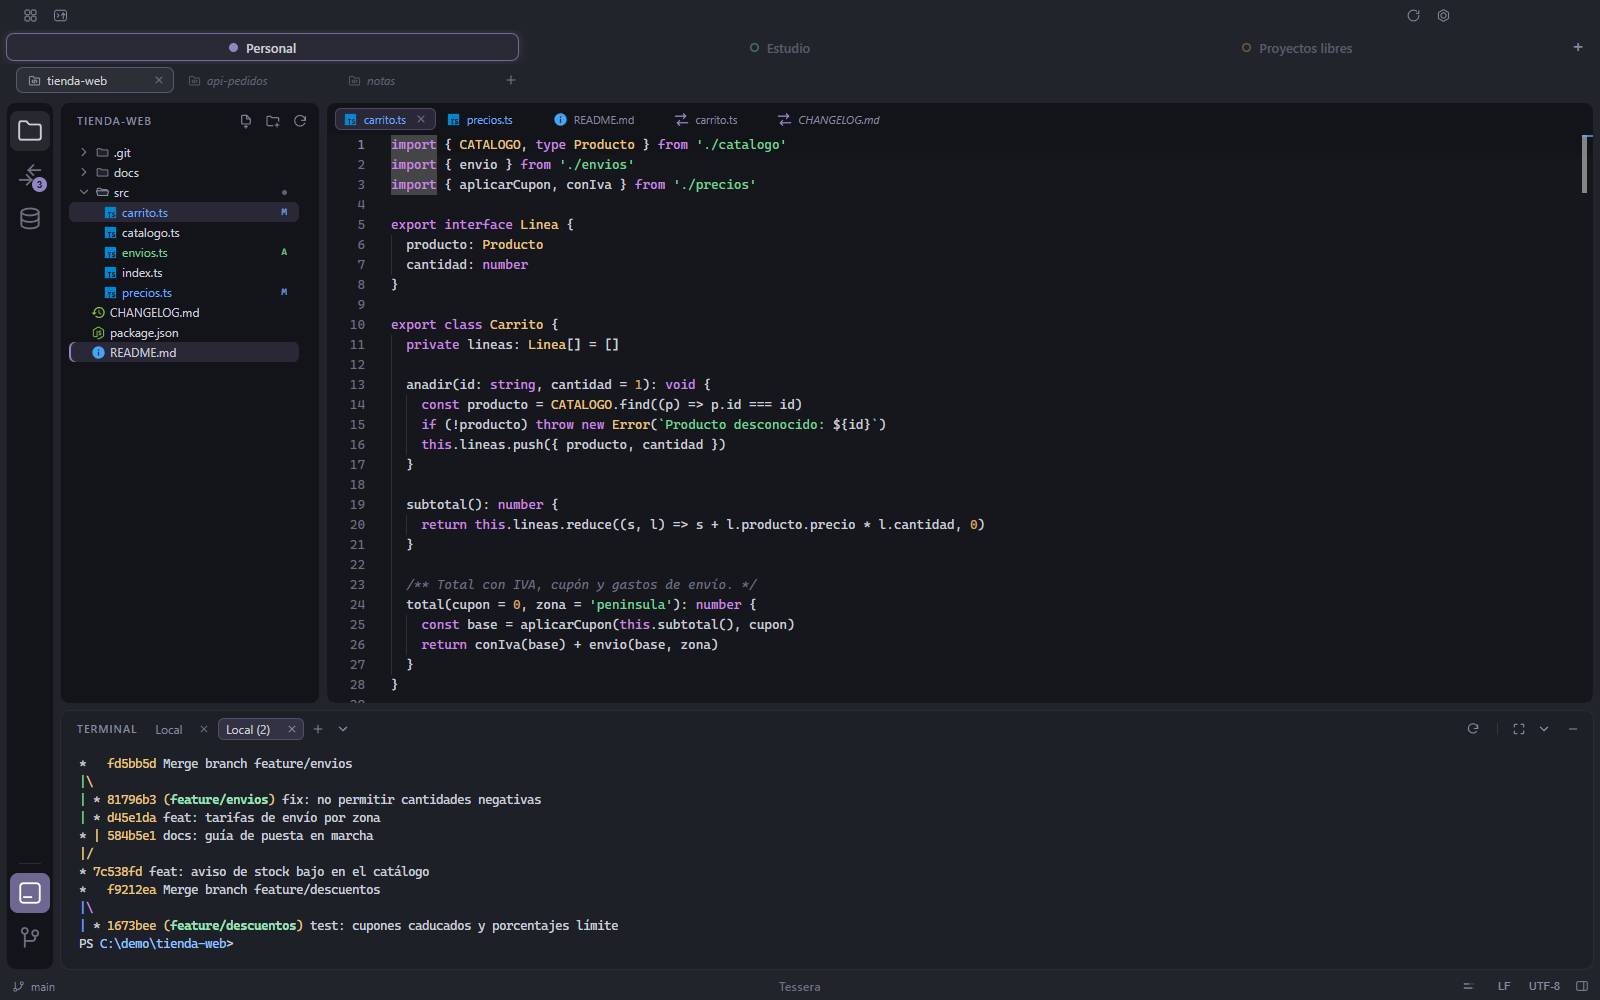 Personal
Estudio
Proyectos libres
tienda-web
api-pedidos
notas
TIENDA-WEB
.git
docs
src
carrito.ts M
catalogo.ts
envios.ts A
index.ts
precios.ts M
CHANGELOG.md
package.json
README.md
3
carrito.ts
precios.ts
README.md
carrito.ts
CHANGELOG.md
1 import { CATALOGO, type Producto } from './catalogo'
2 import { envio } from './envios'
3 import { aplicarCupon, conIva } from './precios'
4
5 export interface Linea {
6 producto: Producto
7 cantidad: number
8 }
9
10 export class Carrito {
11 private lineas: Linea[] = []
12
13 anadir(id: string, cantidad = 1): void {
14 const producto = CATALOGO.find((p) => p.id === id)
15 if (!producto) throw new Error(`Producto desconocido: ${id}`)
16 this.lineas.push({ producto, cantidad })
17 }
18
19 subtotal(): number {
20 return this.lineas.reduce((s, l) => s + l.producto.precio * l.cantidad, 0)
21 }
22
23 /** Total con IVA, cupón y gastos de envío. */
24 total(cupon = 0, zona = 'peninsula'): number {
25 const base = aplicarCupon(this.subtotal(), cupon)
26 return conIva(base) + envio(base, zona)
27 }
28 }
TERMINAL
Local
Local (2)
* fd5bb5d Merge branch feature/envios
|\
| * 81796b3 (feature/envios) fix: no permitir cantidades negativas
| * d45e1da feat: tarifas de envío por zona
* | 584b5e1 docs: guía de puesta en marcha
|/
* 7c538fd feat: aviso de stock bajo en el catálogo
* f9212ea Merge branch feature/descuentos
|\
| * 1673bee (feature/descuentos) test: cupones caducados y porcentajes límite
PS C:\demo\tienda-web>
main
Tessera
LF
UTF-8